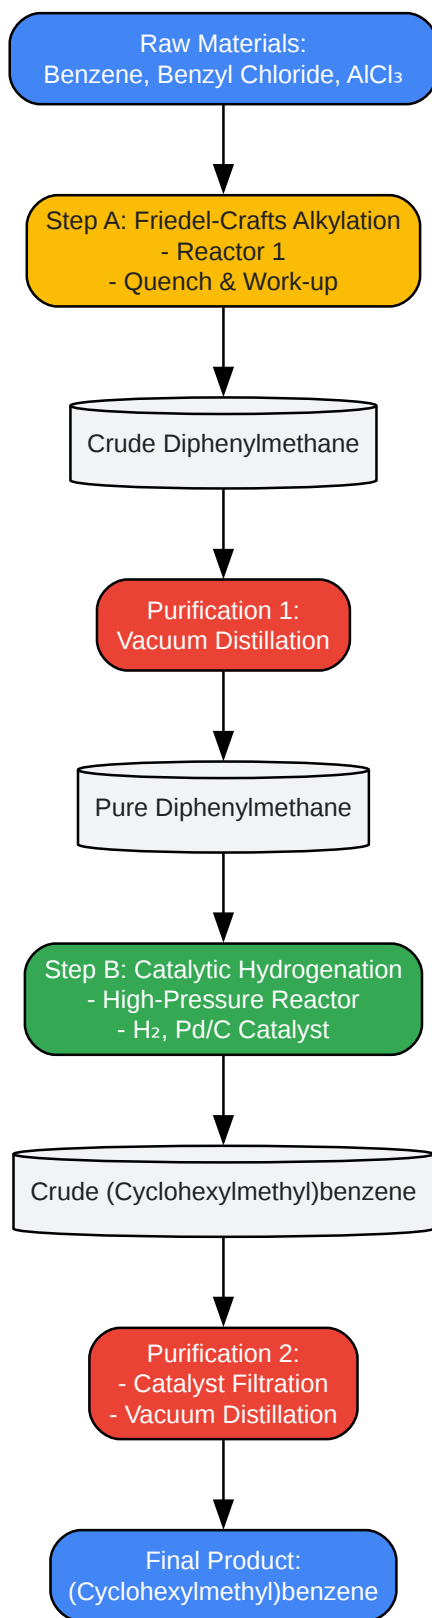 Raw Materials:
Benzene, Benzyl Chloride, AlCl₃
Step A: Friedel-Crafts Alkylation
- Reactor 1
- Quench & Work-up
Crude Diphenylmethane
Purification 1:
Vacuum Distillation
Pure Diphenylmethane
Step B: Catalytic Hydrogenation
- High-Pressure Reactor
- H₂, Pd/C Catalyst
Crude (Cyclohexylmethyl)benzene
Purification 2:
- Catalyst Filtration
- Vacuum Distillation
Final Product:
(Cyclohexylmethyl)benzene